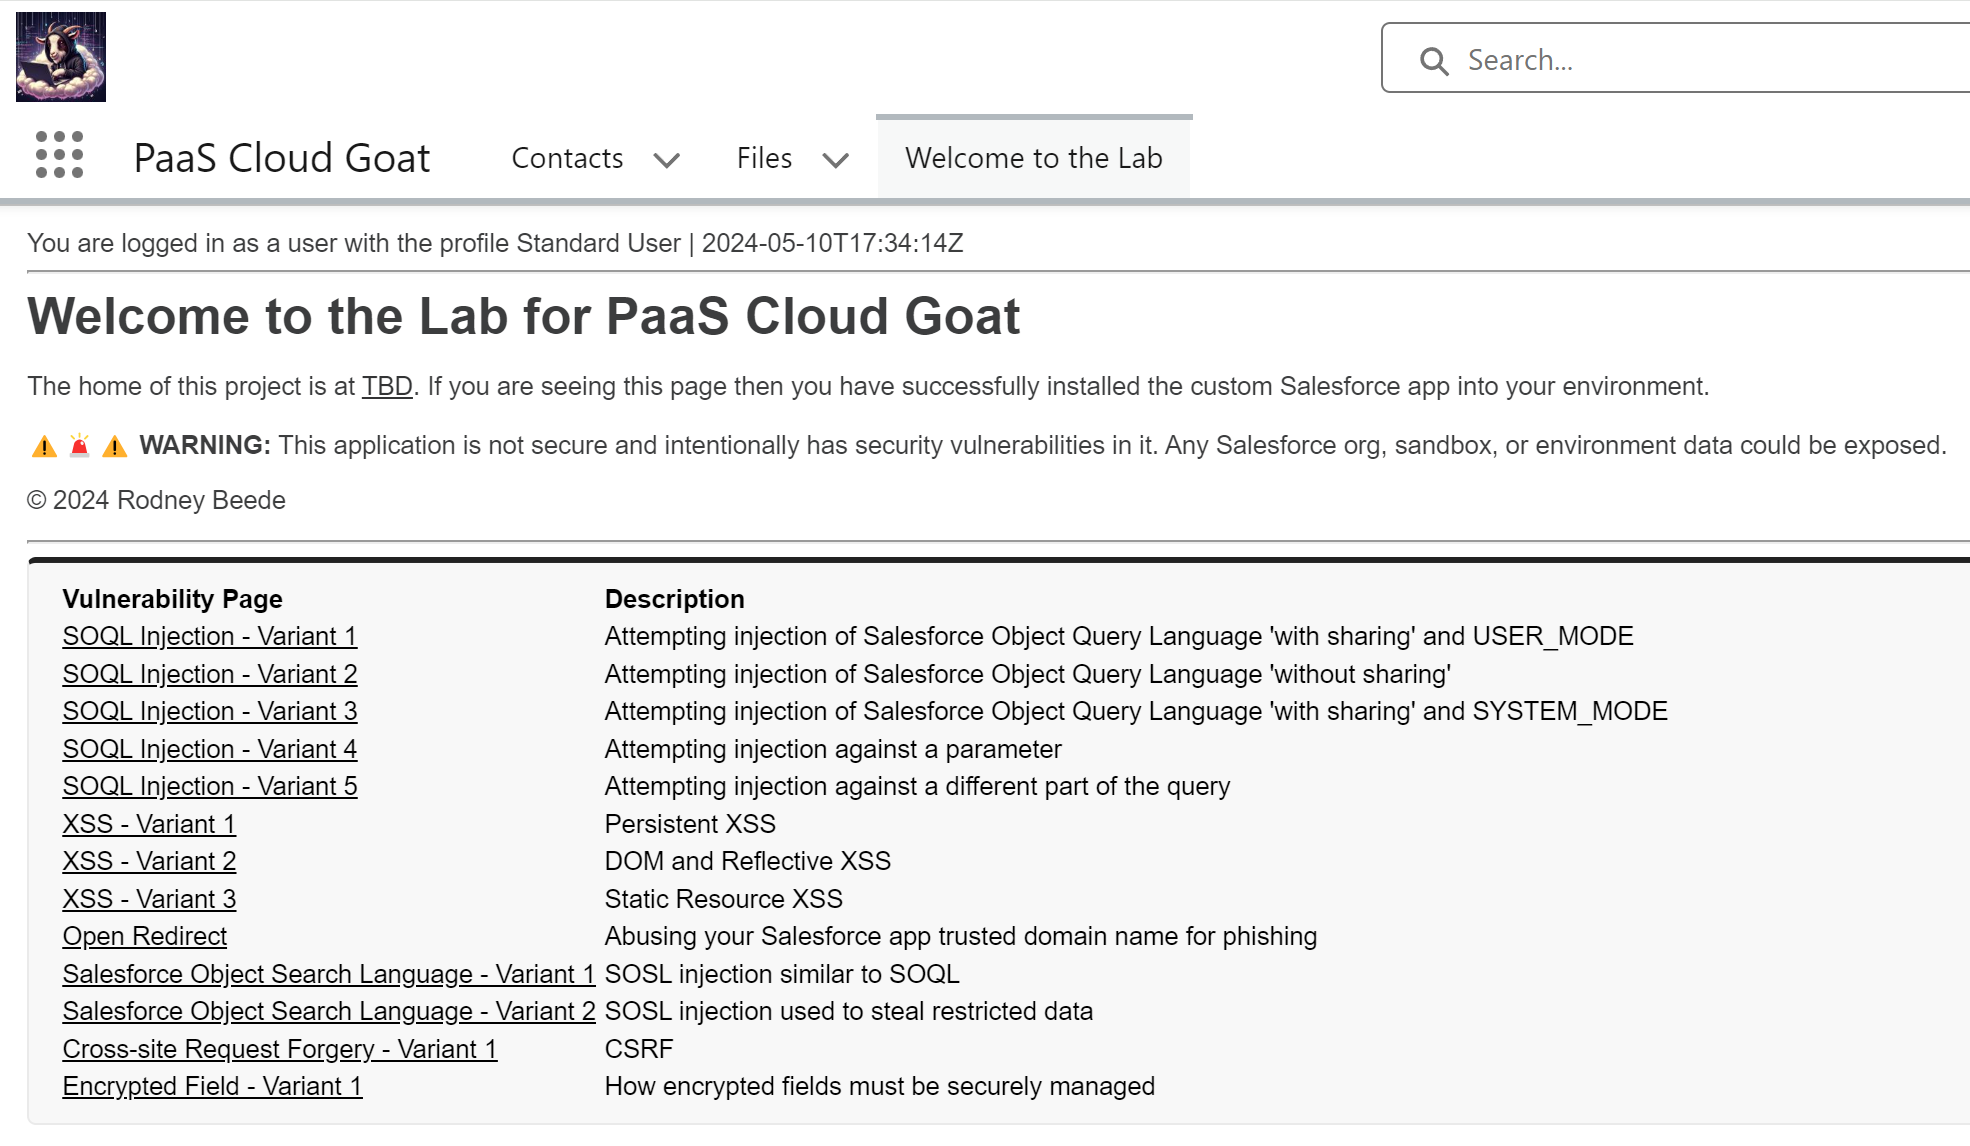 Search...
PaaS Cloud Goat Contacts Files Welcome to the Lab
You are logged in as a user with the profile Standard User | 2024-05-10T17:34:14Z
Welcome to the Lab for PaaS Cloud Goat
The home of this project is at TBD. If you are seeing this page then you have successfully installed the custom Salesforce app into your environment.
⚠️ 🚨 ⚠️ WARNING: This application is not secure and intentionally has security vulnerabilities in it. Any Salesforce org, sandbox, or environment data could be exposed.
© 2024 Rodney Beede
Vulnerability Page Description
SOQL Injection - Variant 1 Attempting injection of Salesforce Object Query Language 'with sharing' and USER_MODE
SOQL Injection - Variant 2 Attempting injection of Salesforce Object Query Language 'without sharing'
SOQL Injection - Variant 3 Attempting injection of Salesforce Object Query Language 'with sharing' and SYSTEM_MODE
SOQL Injection - Variant 4 Attempting injection against a parameter
SOQL Injection - Variant 5 Attempting injection against a different part of the query
XSS - Variant 1 Persistent XSS
XSS - Variant 2 DOM and Reflective XSS
XSS - Variant 3 Static Resource XSS
Open Redirect Abusing your Salesforce app trusted domain name for phishing
Salesforce Object Search Language - Variant 1 SOSL injection similar to SOQL
Salesforce Object Search Language - Variant 2 SOSL injection used to steal restricted data
Cross-site Request Forgery - Variant 1 CSRF
Encrypted Field - Variant 1 How encrypted fields must be securely managed